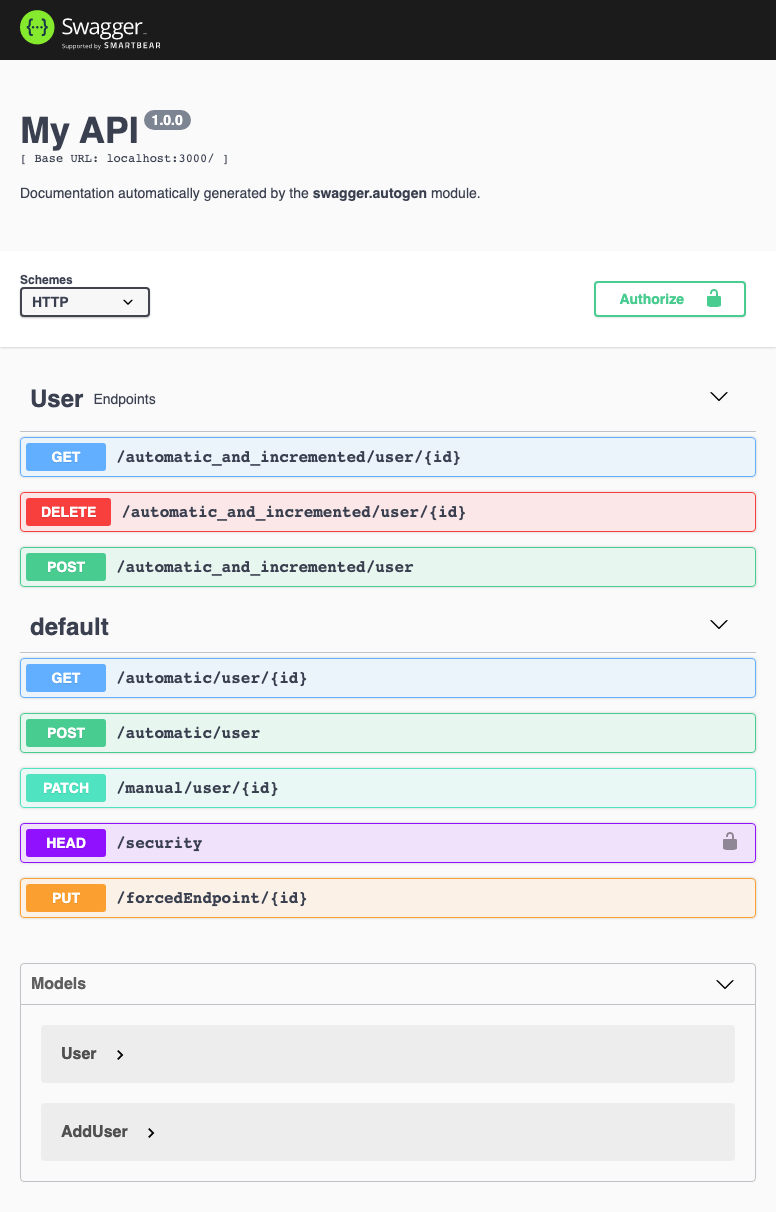 {···} Swagger
Supported by SMARTBEAR
My API 1.0.0
[ Base URL: localhost:3000/ ]
Documentation automatically generated by the swagger.autogen module.
Schemes
HTTP
Authorize
User Endpoints
GET /automatic_and_incremented/user/{id}
DELETE /automatic_and_incremented/user/{id}
POST /automatic_and_incremented/user
default
GET /automatic/user/{id}
POST /automatic/user
PATCH /manual/user/{id}
HEAD /security
PUT /forcedEndpoint/{id}
Models
User
AddUser